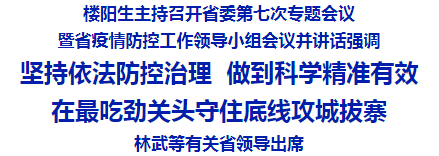 楼阳生主持召开省委第七次专题会议
暨省疫情防控工作领导小组会议并讲话强调
坚持依法防控治理 做到科学精准有效
在最吃劲关头守住底线攻城拔寨
林武等有关省领导出席